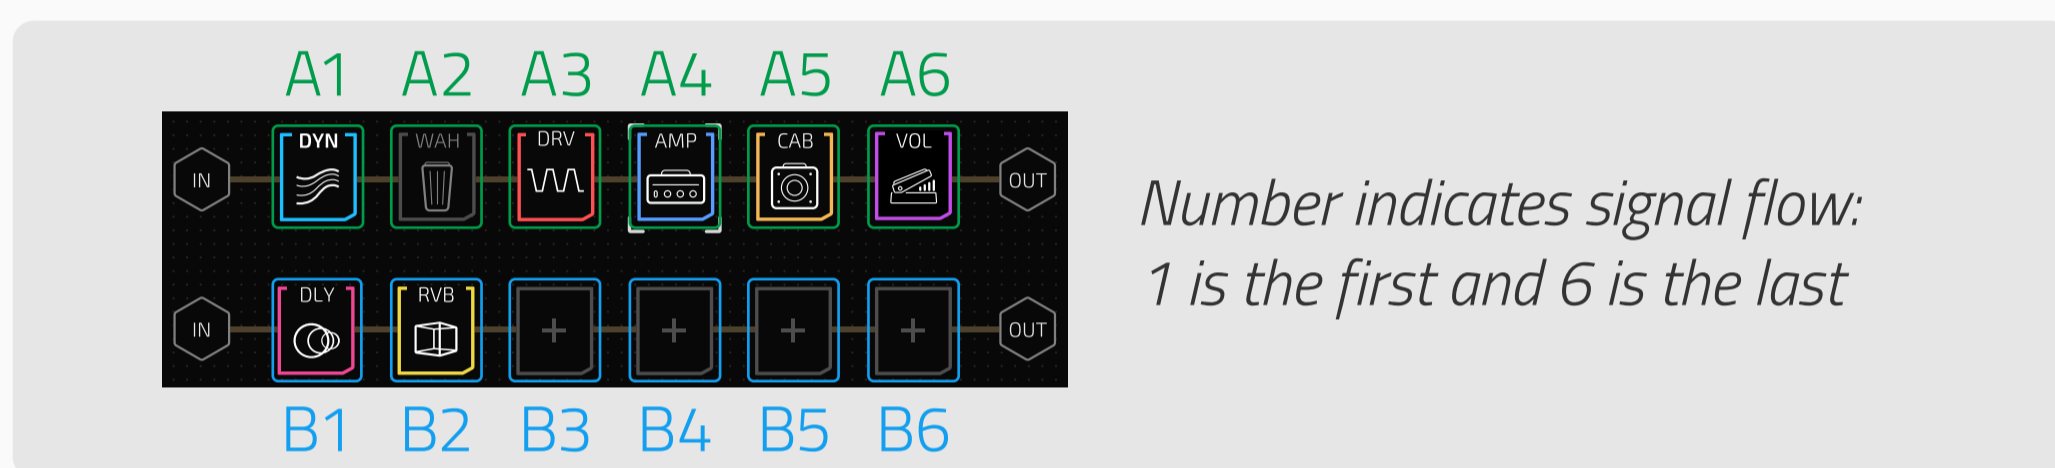 A1 A2 A3 A4 A5 A6
DYN WAH DRV AMP CAB VOL
IN OUT
Number indicates signal flow:
1 is the first and 6 is the last
DLY RVB + + + +
IN OUT
B1 B2 B3 B4 B5 B6